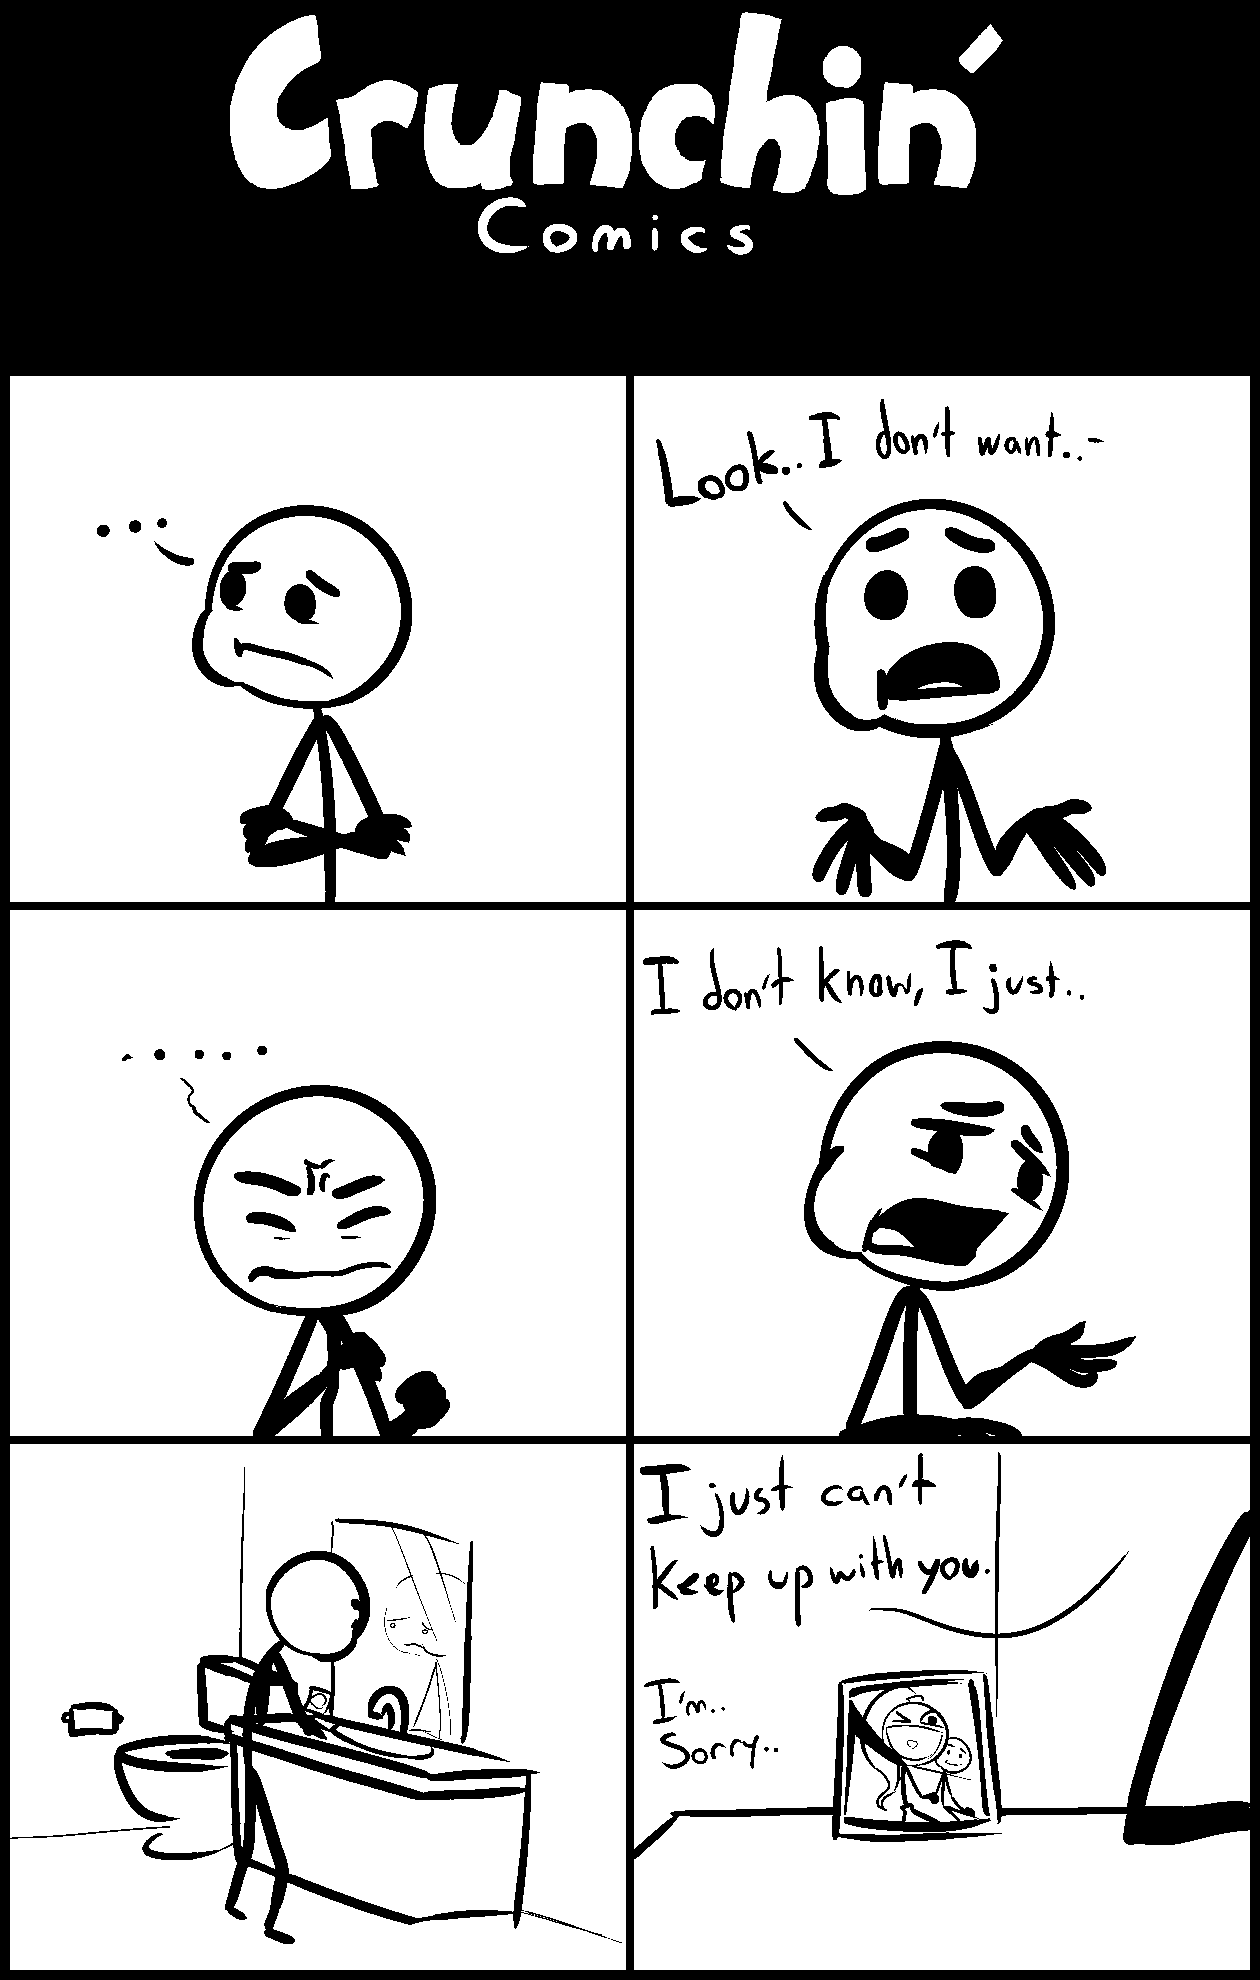 Crunchin'
Comics
...
Look.. I don't want..-
.....
I don't know, I just..
I just can't
keep up with you.
I'm..
Sorry..